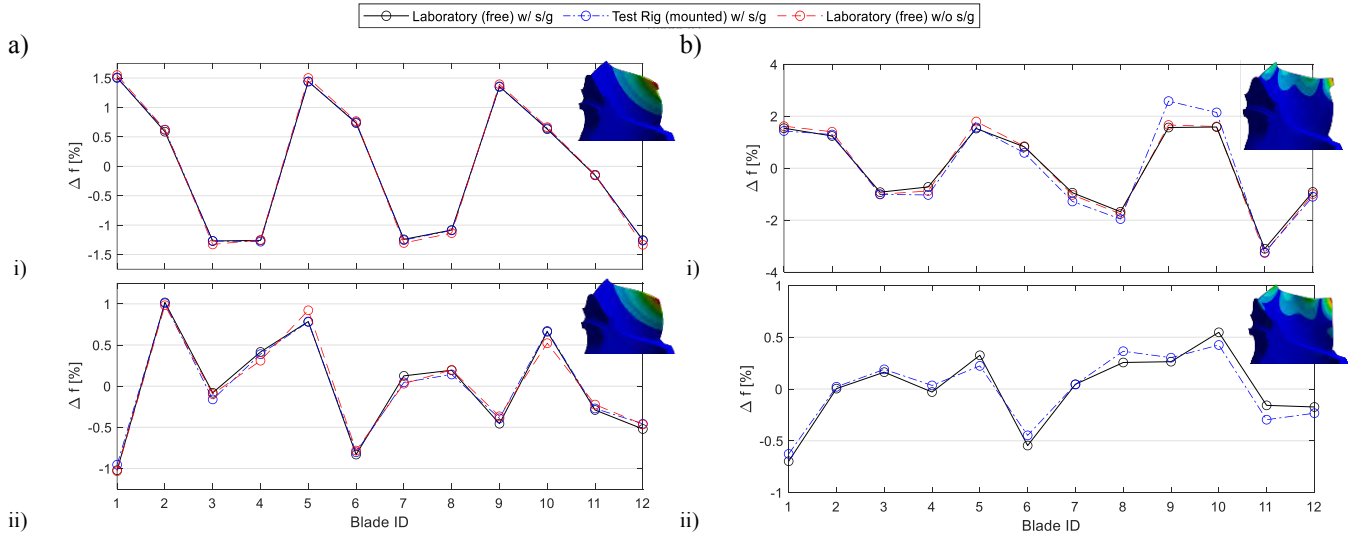 Laboratory (free) w/ s/g Test Rig (mounted) w/ s/g Laboratory (free) w/o s/g
a)
1.5
1
0.5
0
-0.5
-1
-1.5
Δ f [%]
i)
1
0.5
0
-0.5
-1
Δ f [%]
1 2 3 4 5 6 7 8 9 10 11 12
Blade ID
ii)
b)
4
2
0
-2
-4
Δ f [%]
i)
1
0.5
0
-0.5
-1
Δ f [%]
1 2 3 4 5 6 7 8 9 10 11 12
Blade ID
ii)